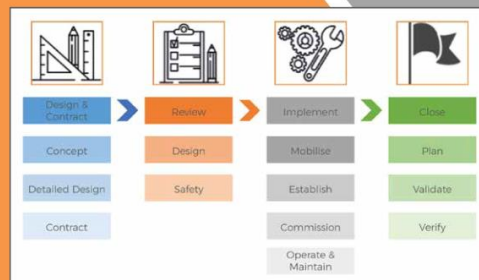 Design &
Contract
Review
Implement
Close
Concept
Design
Mobilise
Plan
Detailed Design
Safety
Establish
Validate
Contract
Commission
Verify
Operate &
Maintain